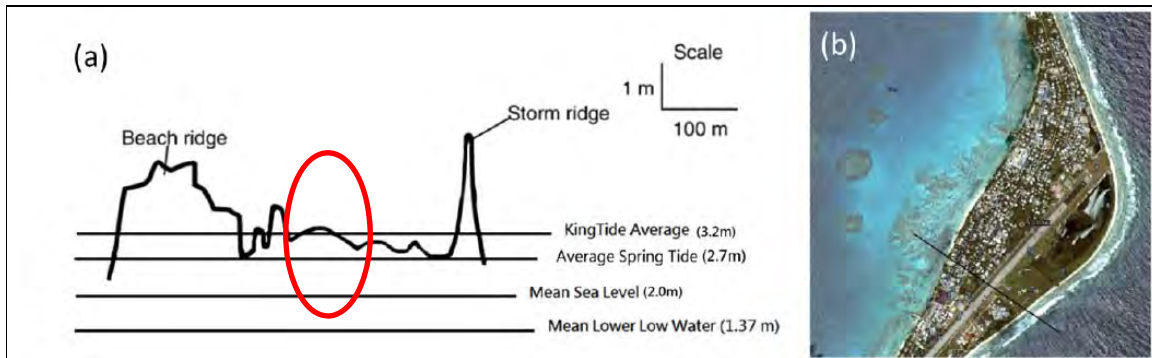 (a)
(b)
Scale
1 m
100 m
Storm ridge
Beach ridge
KingTide Average (3.2m)
Average Spring Tide (2.7m)
Mean Sea Level (2.0m)
Mean Lower Low Water (1.37 m)